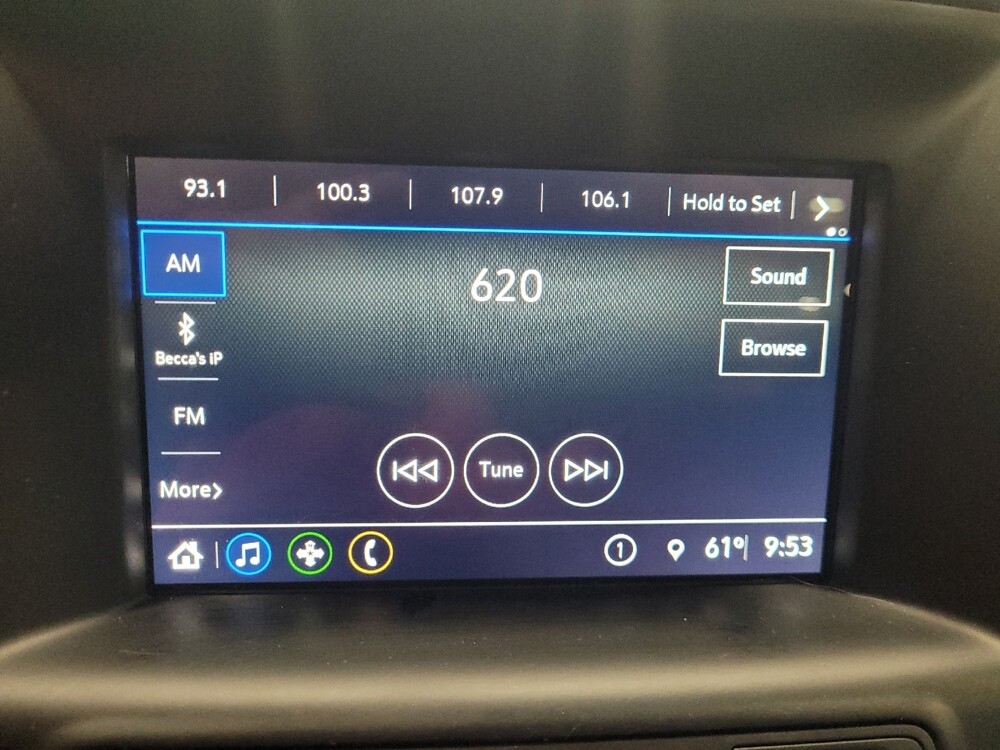 93.1 100.3 107.9 106.1 Hold to Set
AM
620
Sound
Becca's iP
Browse
FM
More>
Tune
1 61° 9:53